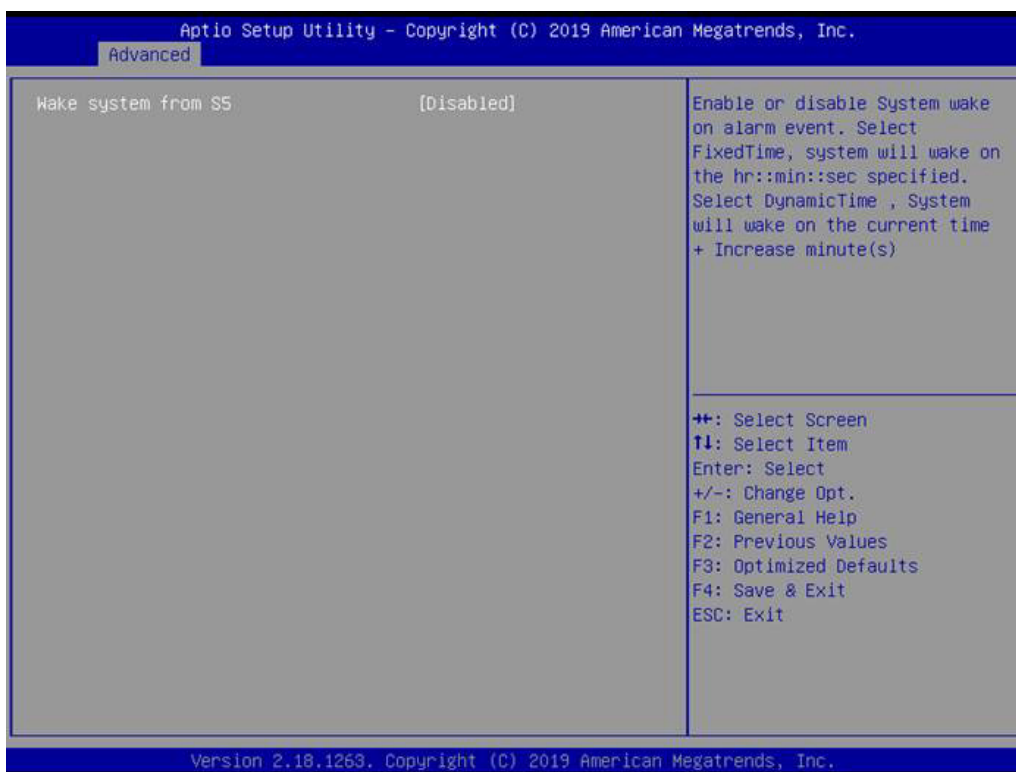 Aptio Setup Utility – Copyright (C) 2019 American Megatrends, Inc.
Advanced
Wake system from S5 [Disabled]
Enable or disable System wake
on alarm event. Select
FixedTime, system will wake on
the hr::min::sec specified.
Select DynamicTime , System
will wake on the current time
+ Increase minute(s)
→←: Select Screen
↑↓: Select Item
Enter: Select
+/-: Change Opt.
F1: General Help
F2: Previous Values
F3: Optimized Defaults
F4: Save & Exit
ESC: Exit
Version 2.18.1263. Copyright (C) 2019 American Megatrends, Inc.